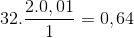 32.\frac{2.0,01}{1} = 0,64